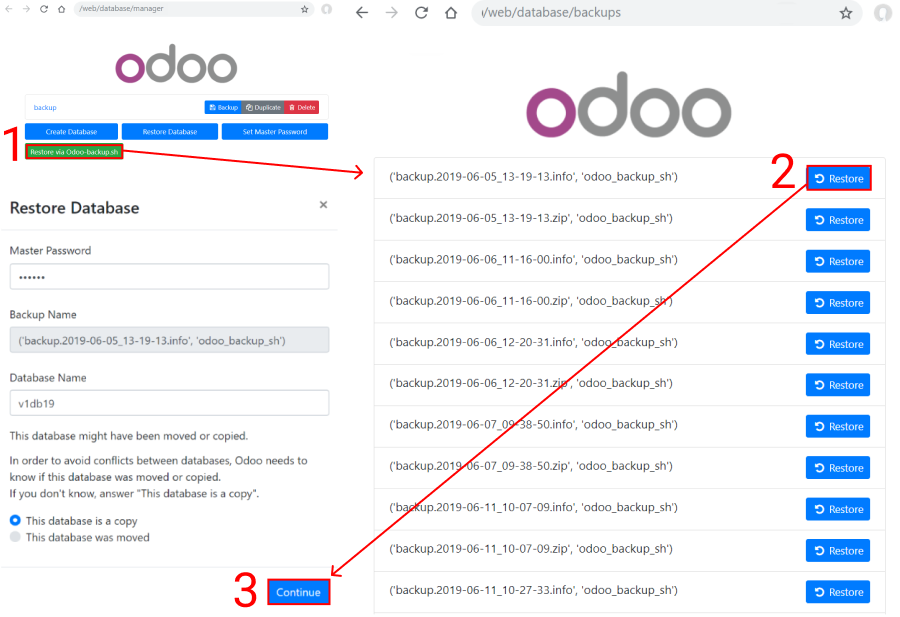 /web/database/manager
odoo
backup
Backup Duplicate Delete
Create Database Restore Database Set Master Password
1
Restore via Odoo-backup.sh
Restore Database ×
Master Password
••••••
Backup Name
('backup.2019-06-05_13-19-13.info', 'odoo_backup_sh')
Database Name
v1db19
This database might have been moved or copied.
In order to avoid conflicts between databases, Odoo needs to
know if this database was moved or copied.
If you don't know, answer "This database is a copy".
This database is a copy
This database was moved
3
Continue
/web/database/backups
odoo
2
('backup.2019-06-05_13-19-13.info', 'odoo_backup_sh') Restore
('backup.2019-06-05_13-19-13.zip', 'odoo_backup_sh') Restore
('backup.2019-06-06_11-16-00.info', 'odoo_backup_sh') Restore
('backup.2019-06-06_11-16-00.zip', 'odoo_backup_sh') Restore
('backup.2019-06-06_12-20-31.info', 'odoo_backup_sh') Restore
('backup.2019-06-06_12-20-31.zip', 'odoo_backup_sh') Restore
('backup.2019-06-07_09-38-50.info', 'odoo_backup_sh') Restore
('backup.2019-06-07_09-38-50.zip', 'odoo_backup_sh') Restore
('backup.2019-06-11_10-07-09.info', 'odoo_backup_sh') Restore
('backup.2019-06-11_10-07-09.zip', 'odoo_backup_sh') Restore
('backup.2019-06-11_10-27-33.info', 'odoo_backup_sh') Restore